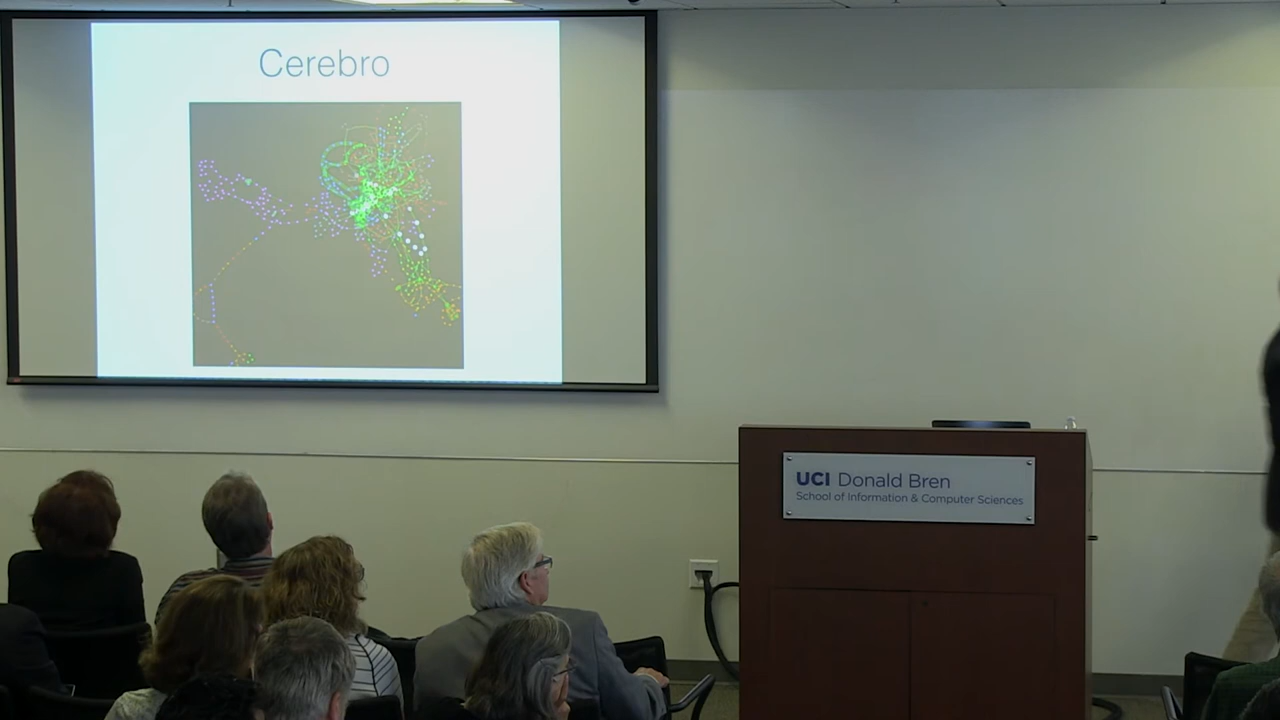 Cerebro
UCI Donald Bren
School of Information & Computer Sciences